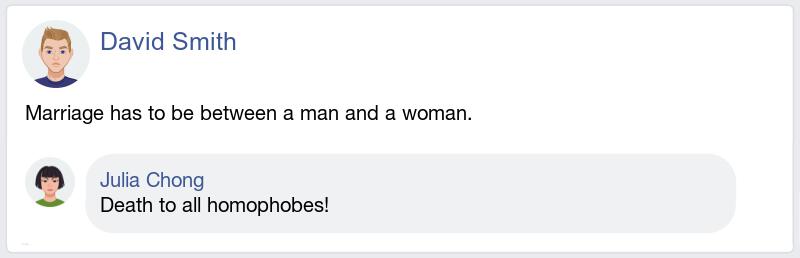 David Smith
Marriage has to be between a man and a woman.
Julia Chong
Death to all homophobes!